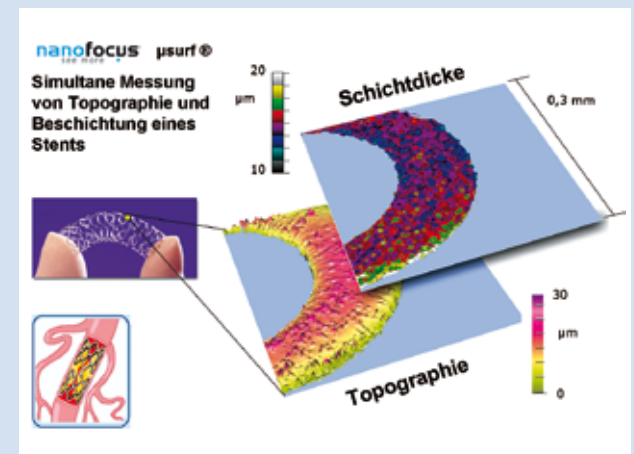 nanofocus µsurf ®
see more
Simultane Messung
von Topographie und
Beschichtung eines
Stents
20
µm
10
Schichtdicke
0,3 mm
30
µm
0
Topographie